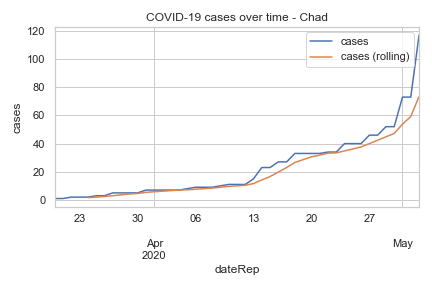 COVID-19 cases over time - Chad
cases
cases (rolling)
120
100
80
60
40
20
0
cases
23
30
06
13
20
27
Apr
2020
May
dateRep